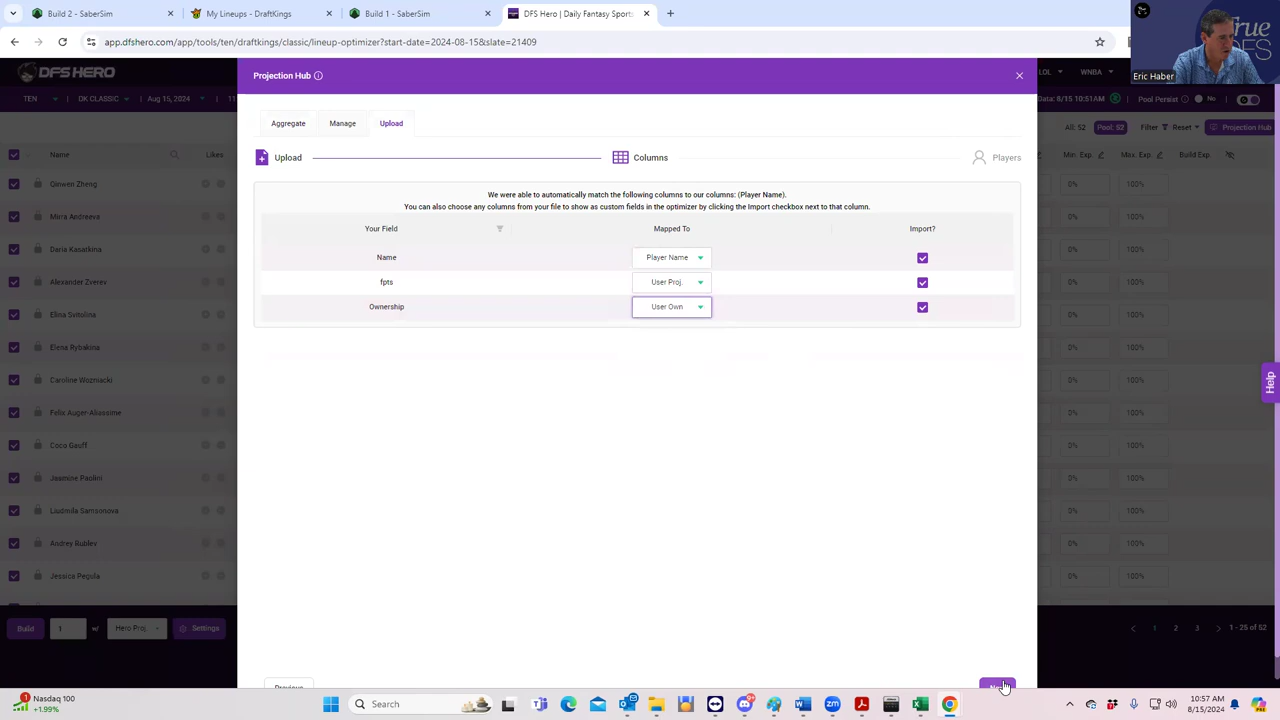 Build 2 - SaberSim
My Lineups - DraftKings
Build 1 - SaberSim
DFS Hero | Daily Fantasy Sports
app.dfshero.com/app/tools/ten/draftkings/classic/lineup-optimizer?start-date=2024-08-15&slate=21409
True
DFS
Eric Haber
DFS HERO
Projection Hub
LOL
WNBA
TEN
DK CLASSIC
Aug 15, 2024
Data: 8/15 10:51AM
Pool Persist
No
Aggregate
Manage
Upload
All: 52
Pool: 52
Filter
Reset
Projection Hub
Name
Likes
Upload
Columns
Players
Min. Exp.
Max. Exp.
Build Exp.
Qinwen Zheng
0%
100%
Mirra Andreeva
0%
100%
Daria Kasatkina
0%
100%
Alexander Zverev
0%
100%
Elina Svitolina
0%
100%
Elena Rybakina
0%
100%
Caroline Wozniacki
0%
100%
Felix Auger-Aliassime
0%
100%
Coco Gauff
0%
100%
Jasmine Paolini
0%
100%
Liudmila Samsonova
0%
100%
Andrey Rublev
0%
100%
Jessica Pegula
0%
100%
We were able to automatically match the following columns to our columns: (Player Name).
You can also choose any columns from your file to show as custom fields in the optimizer by clicking the Import checkbox next to that column.
Your Field
Mapped To
Import?
Name
Player Name
fpts
User Proj.
Ownership
User Own
Help
Build
1
w/
Hero Proj.
Settings
1
2
3
1 - 25 of 52
Previous
1
Nasdaq 100
+1.99%
Search
10:57 AM
8/15/2024